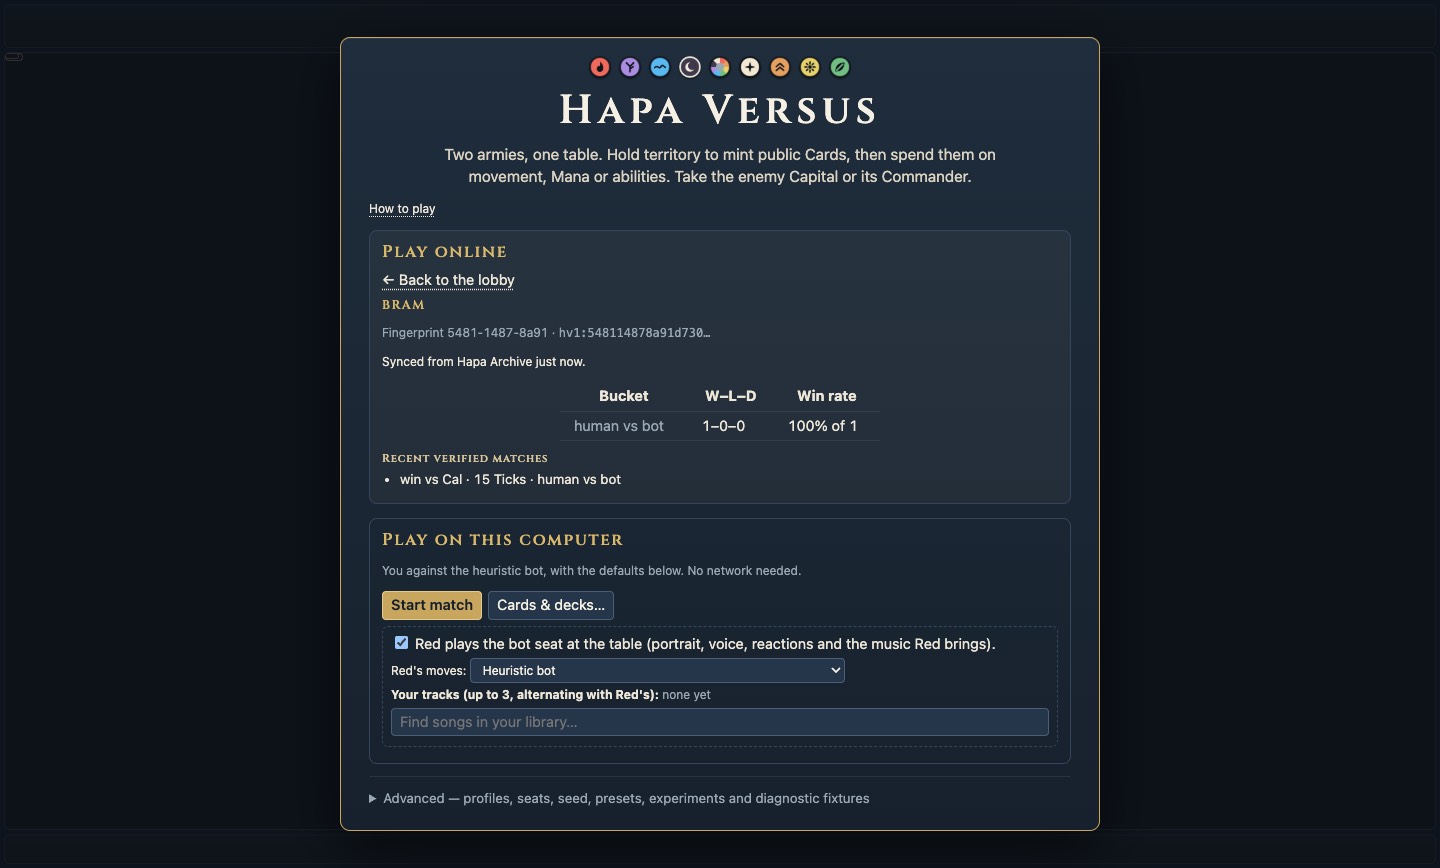 Hapa Versus
Two armies, one table. Hold territory to mint public Cards, then spend them on
movement, Mana or abilities. Take the enemy Capital or its Commander.
How to play
Play online
← Back to the lobby
BRAM
Fingerprint 5481-1487-8a91 · hv1:548114878a91d730…
Synced from Hapa Archive just now.
Bucket W–L–D Win rate
human vs bot 1–0–0 100% of 1
Recent verified matches
• win vs Cal · 15 Ticks · human vs bot
Play on this computer
You against the heuristic bot, with the defaults below. No network needed.
Start match Cards & decks…
Red plays the bot seat at the table (portrait, voice, reactions and the music Red brings).
Red's moves: Heuristic bot
Your tracks (up to 3, alternating with Red's): none yet
Find songs in your library…
▶ Advanced — profiles, seats, seed, presets, experiments and diagnostic fixtures